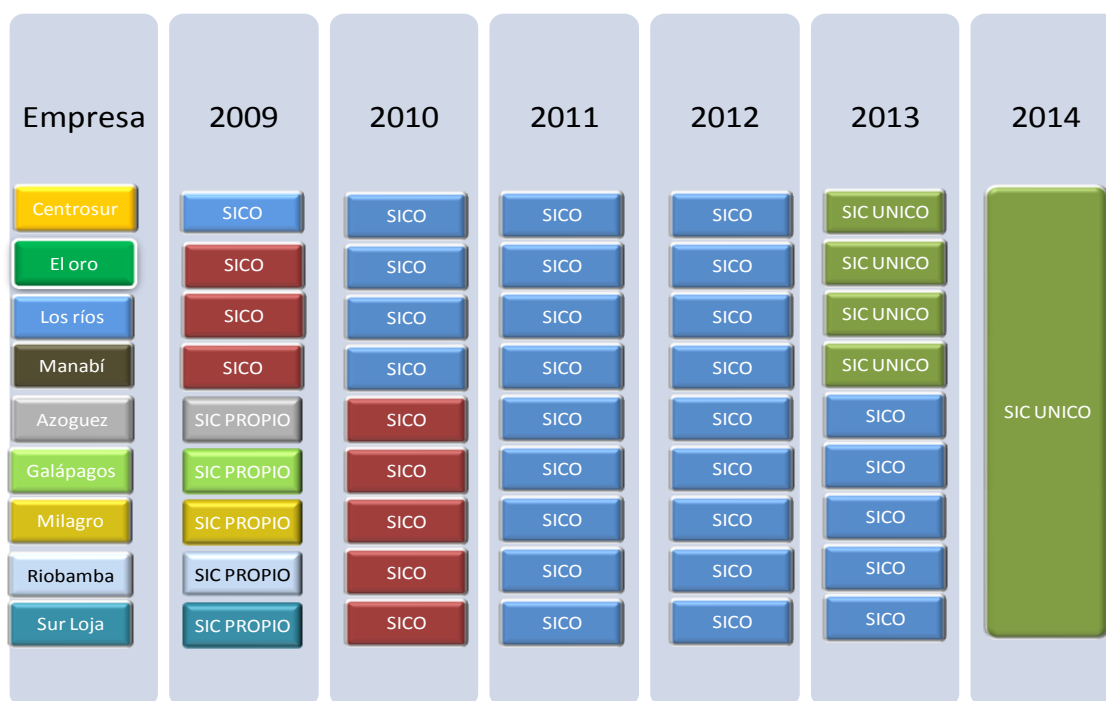 Empresa 2009 2010 2011 2012 2013 2014
Centrosur SICO SICO SICO SICO SIC UNICO
El oro SICO SICO SICO SICO SIC UNICO
Los ríos SICO SICO SICO SICO SIC UNICO
Manabí SICO SICO SICO SICO SIC UNICO
Azoguez SIC PROPIO SICO SICO SICO SICO SIC UNICO
Galápagos SIC PROPIO SICO SICO SICO SICO
Milagro SIC PROPIO SICO SICO SICO SICO
Riobamba SIC PROPIO SICO SICO SICO SICO
Sur Loja SIC PROPIO SICO SICO SICO SICO